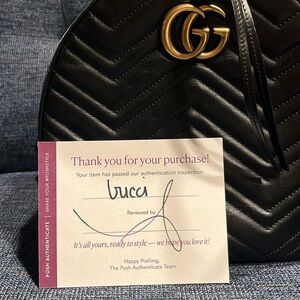 GG
Thank you for your purchase!
Your item has passed our authentication inspection.
Gucci
Reviewed by
It's all yours, ready to style — we hope you love it!
Happy Poshing,
The Posh Authenticate Team
POSH AUTHENTICATE | SHARE YOUR #POSHSTYLE